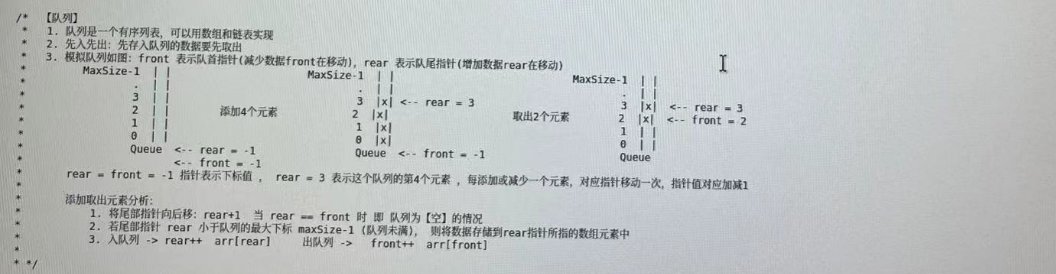 /* 【队列】
* 1. 队列是一个有序列表，可以用数组和链表实现
* 2. 先入先出：先存入队列的数据要先取出
* 3. 模拟队列如图：front 表示队首指针(减少数据front在移动)，rear 表示队尾指针(增加数据rear在移动)
* MaxSize-1 | | MaxSize-1 | | MaxSize-1 | |
* . | | . | | . | |
* 3 | | 3 |x| <-- rear = 3 3 |x| <-- rear = 3
* 2 | | 添加4个元素 2 |x| 取出2个元素 2 |x| <-- front = 2
* 1 | | 1 |x| 1 | |
* 0 | | 0 |x| 0 | |
* Queue <-- rear = -1 Queue <-- front = -1 Queue
* <-- front = -1
* rear = front = -1 指针表示下标值 ， rear = 3 表示这个队列的第4个元素 ，每添加或减少一个元素，对应指针移动一次，指针值对应加减1
*
* 添加取出元素分析：
* 1. 将尾部指针向后移：rear+1 当 rear == front 时 即 队列为【空】的情况
* 2. 若尾部指针 rear 小于队列的最大下标 maxSize-1 (队列未满)， 则将数据存储到rear指针所指的数组元素中
* 3. 入队列 -> rear++ arr[rear] 出队列 -> front++ arr[front]
*
* */